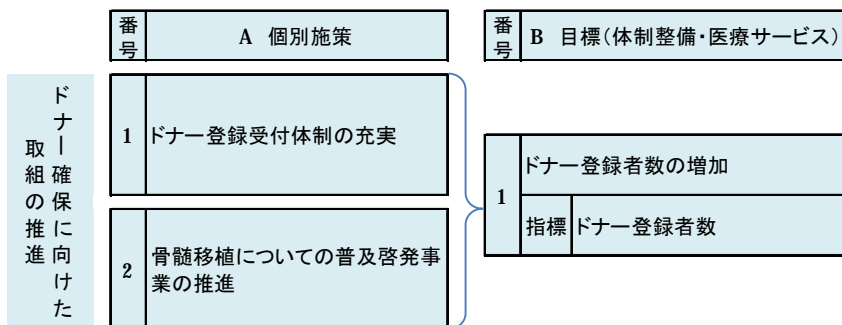 番号
A 個別施策
番号
B 目標（体制整備・医療サービス）
ドナー確保に向けた
取組の推進
1
ドナー登録受付体制の充実
2
骨髄移植についての普及啓発事
業の推進
1
ドナー登録者数の増加
指標
ドナー登録者数